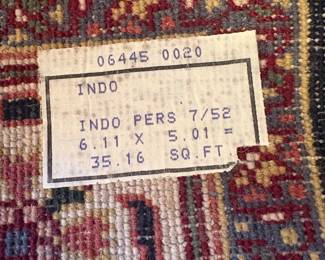 06445 0020
INDO
INDO PERS 7/52
6.11 X 5.01 =
35.16 SQ.FT